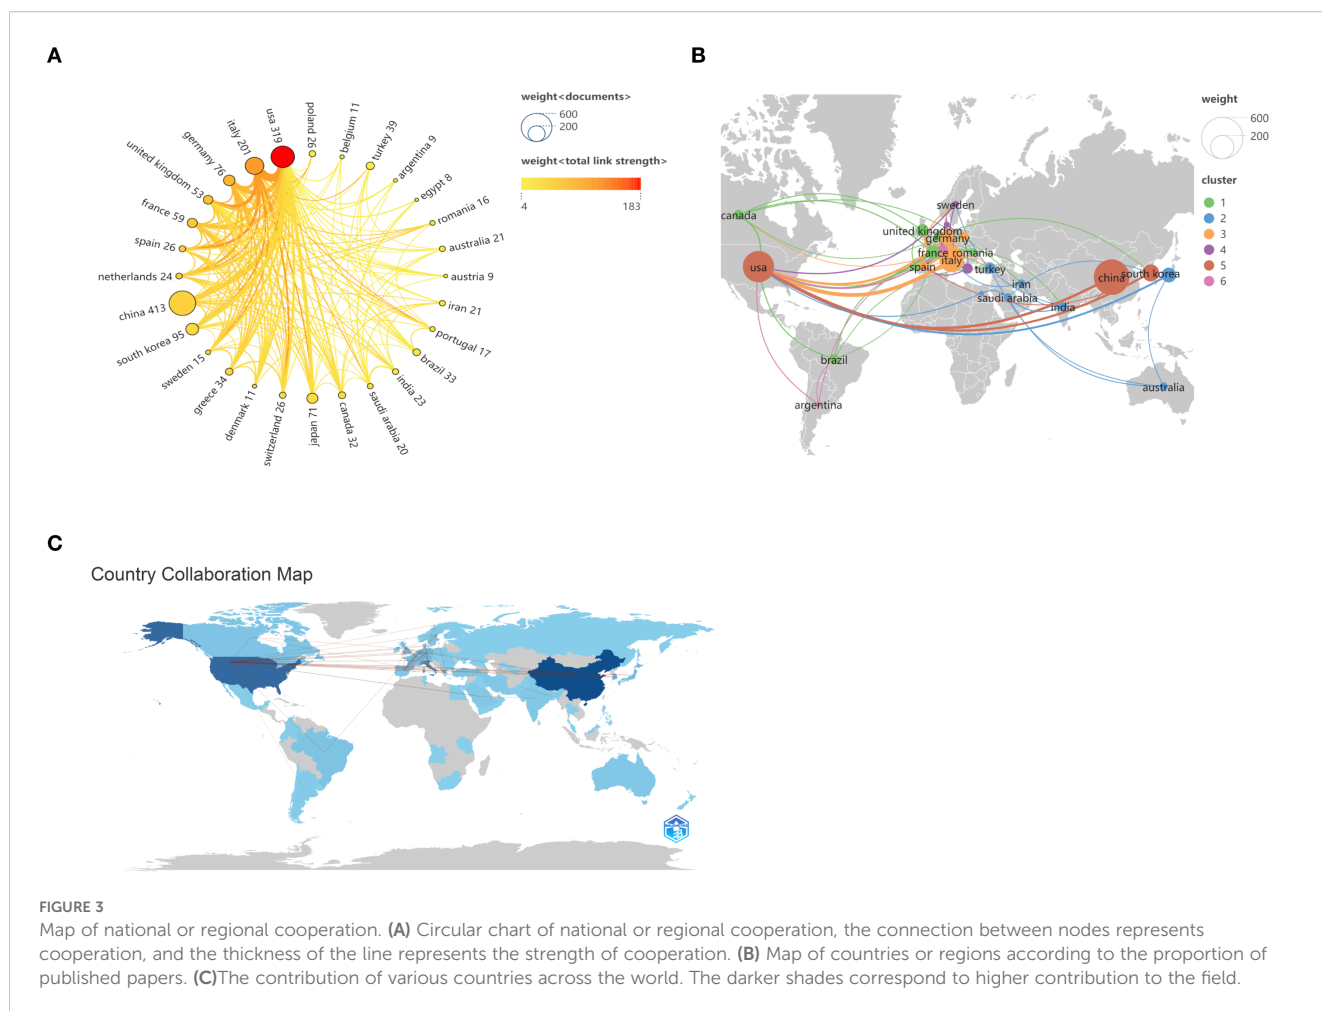 A
weight<documents>
600
200
weight<total link strength>
4
183
usa 319
poland 26
belgium 11
turkey 39
argentina 9
egypt 8
romania 16
australia 21
austria 9
iran 21
portugal 17
brazil 33
india 23
saudi arabia 20
canada 32
japan 71
switzerland 26
denmark 11
greece 34
sweden 15
south korea 95
china 413
netherlands 24
spain 26
france 59
united kingdom 53
germany 76
italy 201
B
weight
600
200
cluster
1
2
3
4
5
6
canada
sweden
united kingdom
germany
france
romania
italy
spain
turkey
usa
iran
saudi arabia
india
china
south korea
brazil
argentina
australia
C
Country Collaboration Map
FIGURE 3
Map of national or regional cooperation. (A) Circular chart of national or regional cooperation, the connection between nodes represents
cooperation, and the thickness of the line represents the strength of cooperation. (B) Map of countries or regions according to the proportion of
published papers. (C)The contribution of various countries across the world. The darker shades correspond to higher contribution to the field.